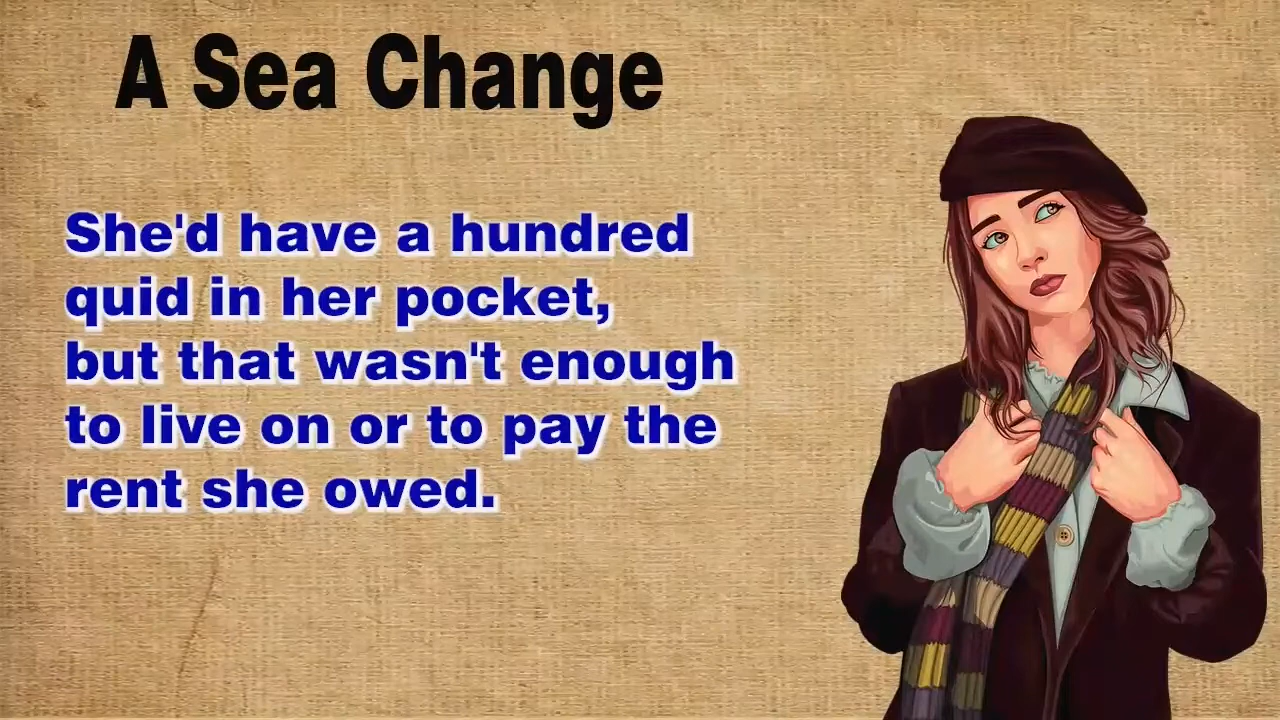 A Sea Change
She'd have a hundred
quid in her pocket,
but that wasn't enough
to live on or to pay the
rent she owed.